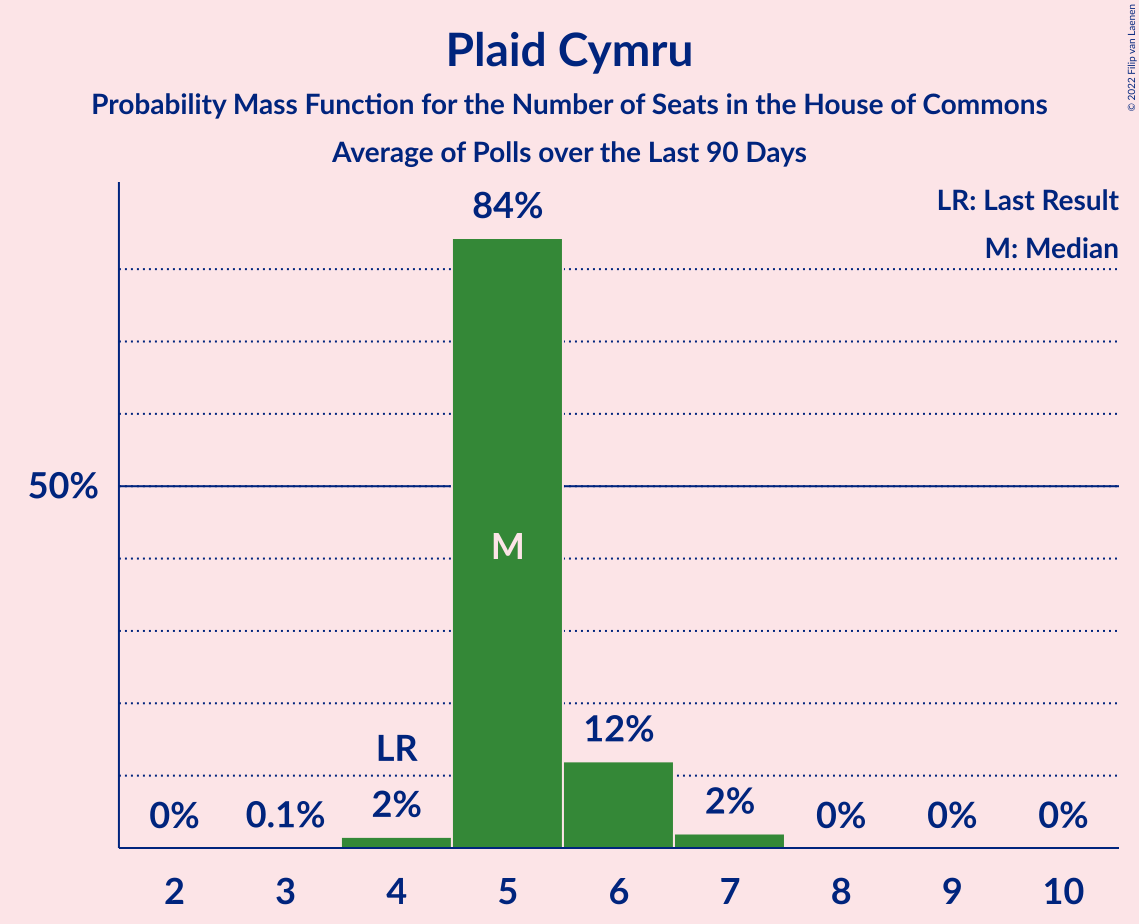 Plaid Cymru
Probability Mass Function for the Number of Seats in the House of Commons
Average of Polls over the Last 90 Days
© 2022 Filip van Laenen
LR: Last Result
M: Median
84%
50%
M
12%
LR
2%
2%
0%
0.1%
0%
0%
0%
2
3
4
5
6
7
8
9
10